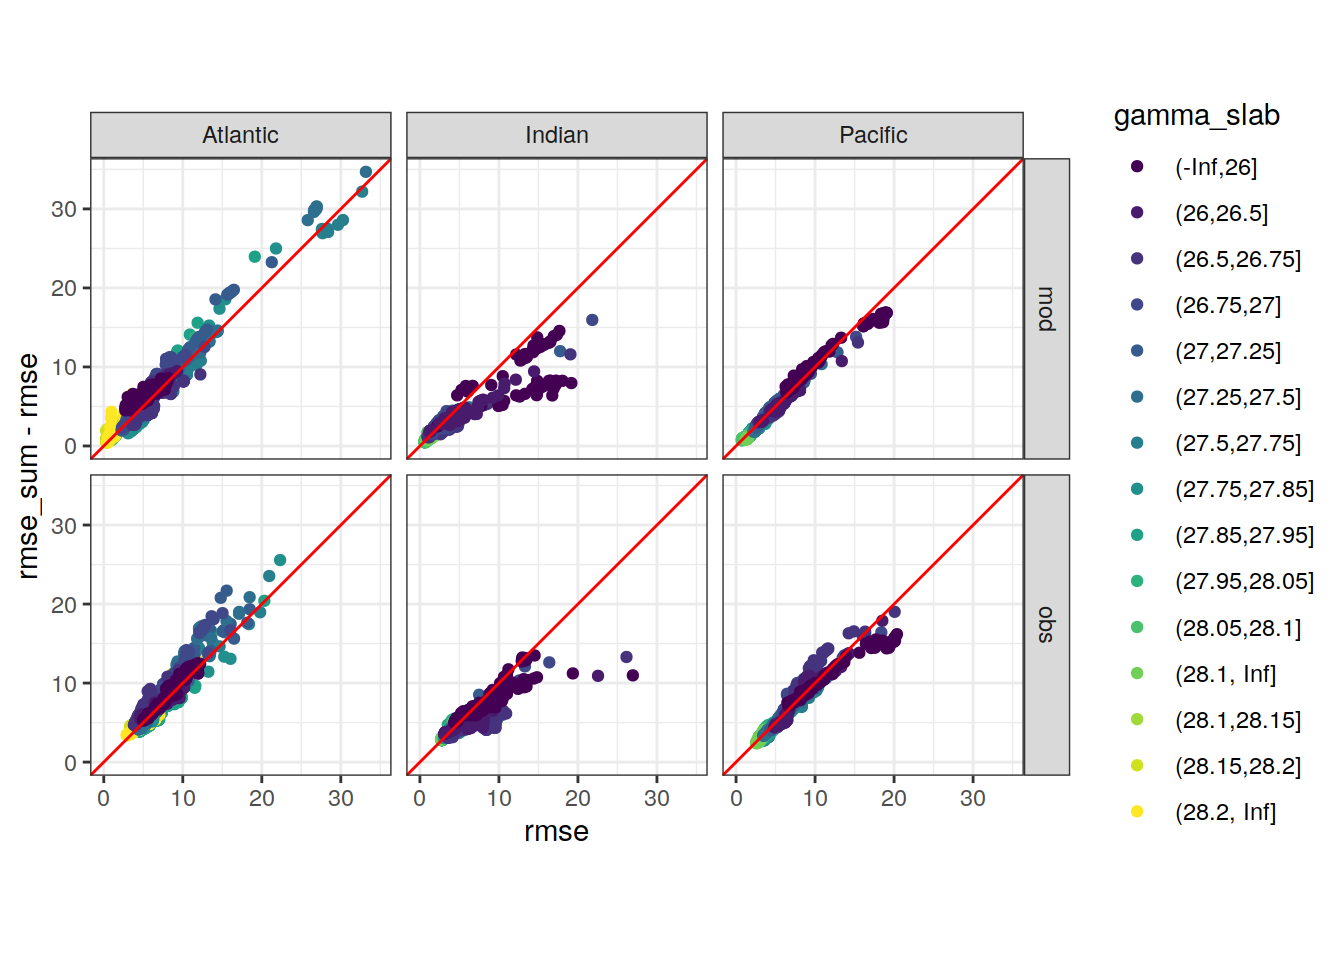 Atlantic
Indian
Pacific
gamma_slab
(-Inf,26]
(26,26.5]
(26.5,26.75]
(26.75,27]
(27,27.25]
(27.25,27.5]
(27.5,27.75]
(27.75,27.85]
(27.85,27.95]
(27.95,28.05]
(28.05,28.1]
(28.1, Inf]
(28.1,28.15]
(28.15,28.2]
(28.2, Inf]
rmse_sum - rmse
30
20
10
0
mod
30
20
10
0
obs
0 10 20 30
0 10 20 30
0 10 20 30
rmse